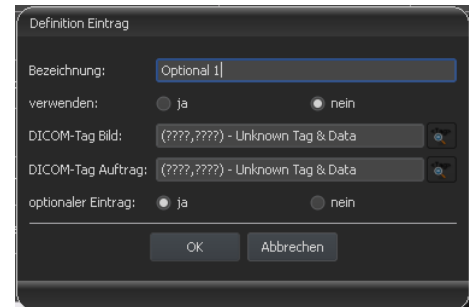 Definition Eintrag
Bezeichnung: Optional 1
verwenden: ja nein
DICOM-Tag Bild: (????,????) - Unknown Tag & Data
DICOM-Tag Auftrag: (????,????) - Unknown Tag & Data
optionaler Eintrag: ja nein
OK Abbrechen